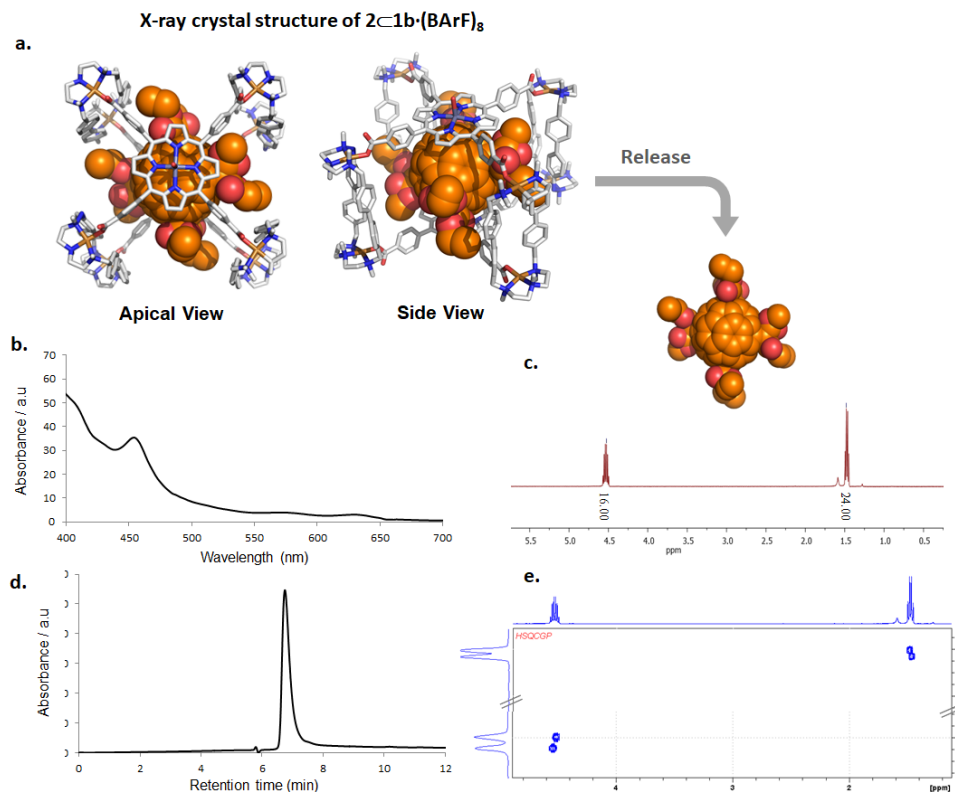 X-ray crystal structure of 2⊂1b·(BArF)8
a.
Release
Apical View
Side View
b.
c.
70
60
50
40
30
20
10
0
Absorbance / a.u
400 450 500 550 600 650 700
Wavelength (nm)
16.00
24.00
5.5 5.0 4.5 4.0 3.5 3.0 2.5 2.0 1.5 1.0 0.5
ppm
d.
e.
Absorbance / a.u
0 2 4 6 8 10 12
Retention time (min)
HSQCGP
4 3 2 [ppm]